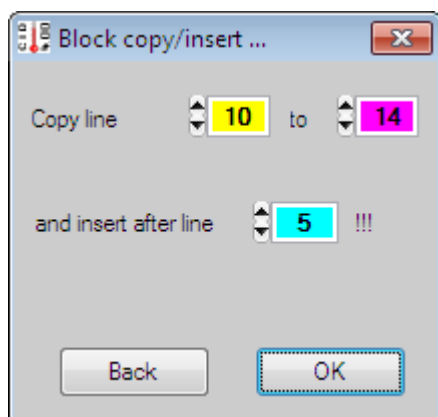 Block copy/insert ...
Copy line 10 to 14
and insert after line 5 !!!
Back OK